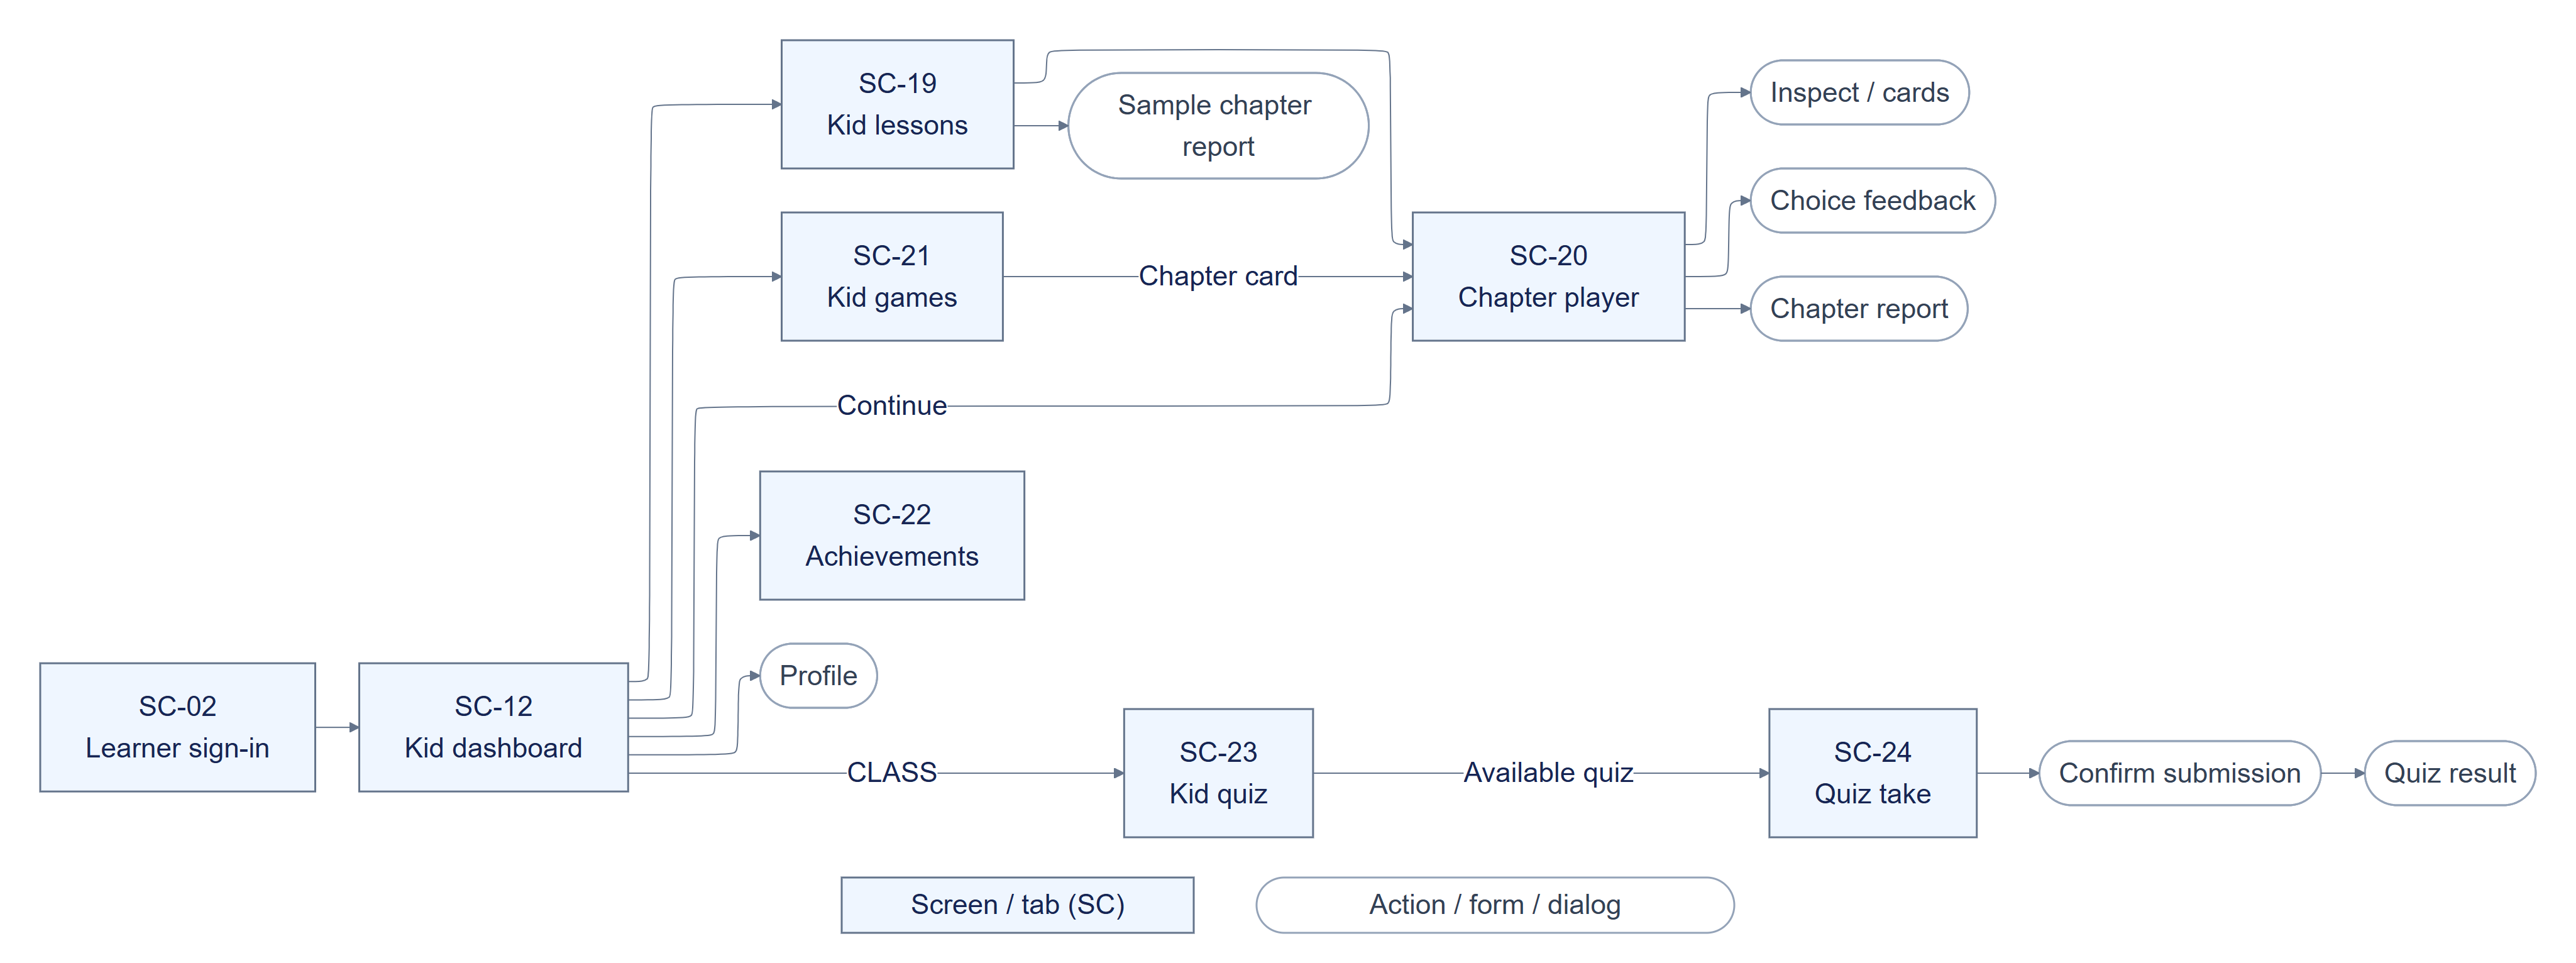 SC-19
Kid lessons
Sample chapter
report
Inspect / cards
Choice feedback
SC-21
Kid games
Chapter card
SC-20
Chapter player
Chapter report
Continue
SC-22
Achievements
Profile
SC-02
Learner sign-in
SC-12
Kid dashboard
CLASS
SC-23
Kid quiz
Available quiz
SC-24
Quiz take
Confirm submission
Quiz result
Screen / tab (SC)
Action / form / dialog